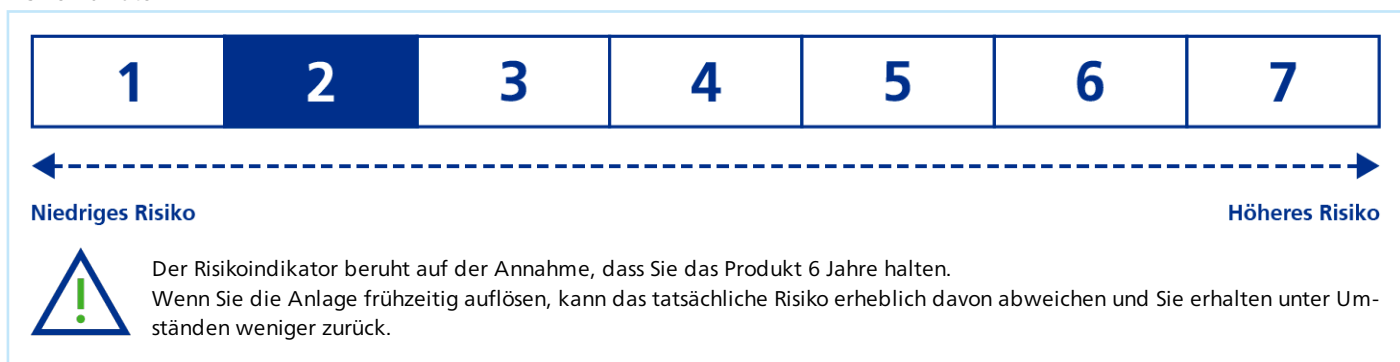 1 2 3 4 5 6 7
Niedriges Risiko Höheres Risiko
Der Risikoindikator beruht auf der Annahme, dass Sie das Produkt 6 Jahre halten.
Wenn Sie die Anlage frühzeitig auflösen, kann das tatsächliche Risiko erheblich davon abweichen und Sie erhalten unter Um-
ständen weniger zurück.